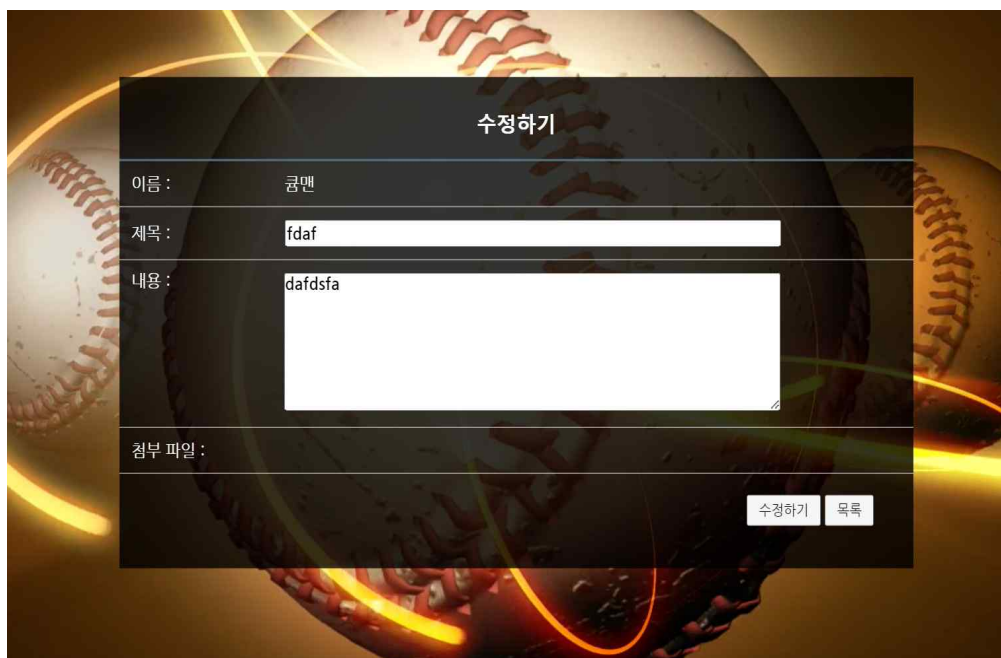 수정하기
이름 : 큠맨
제목 : fdaf
내용 : dafdsfa
첨부 파일 :
수정하기 목록